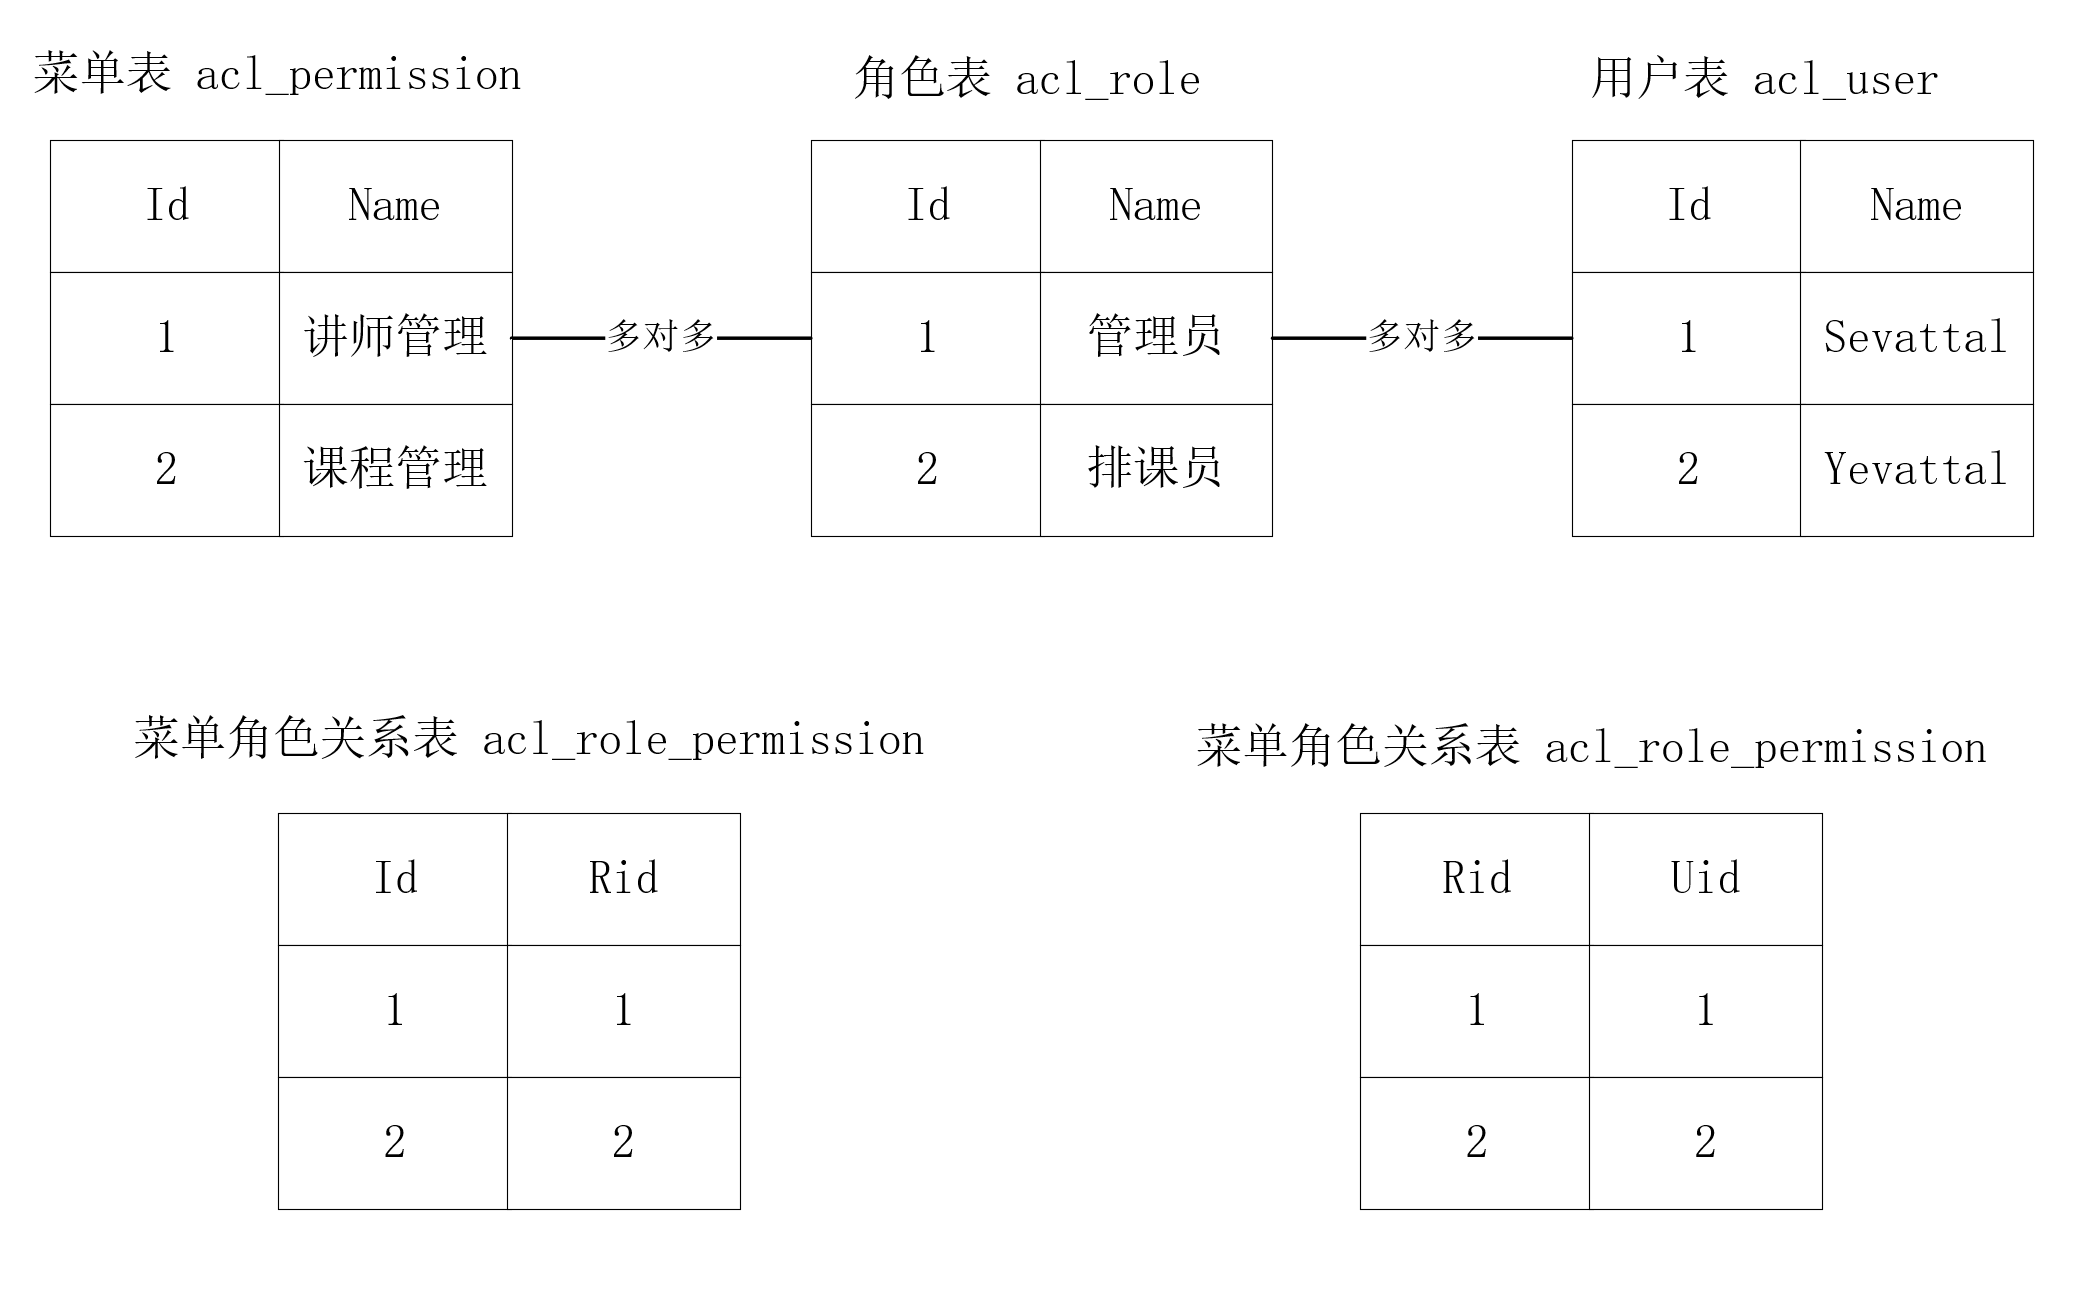 菜单表 acl_permission
角色表 acl_role
用户表 acl_user
Id Name
1 讲师管理
2 课程管理
多对多
Id Name
1 管理员
2 排课员
多对多
Id Name
1 Sevattal
2 Yevattal
菜单角色关系表 acl_role_permission
Id Rid
1 1
2 2
菜单角色关系表 acl_role_permission
Rid Uid
1 1
2 2